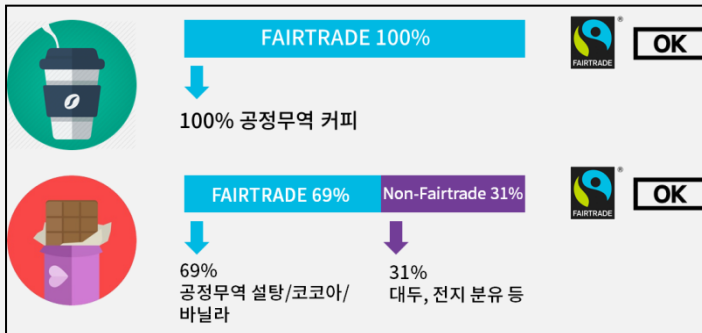 FAIRTRADE 100%
FAIRTRADE
®
OK
100% 공정무역 커피
FAIRTRADE 69%
Non-Fairtrade 31%
FAIRTRADE
®
OK
69%
공정무역 설탕/코코아/
바닐라
31%
대두, 전지 분유 등